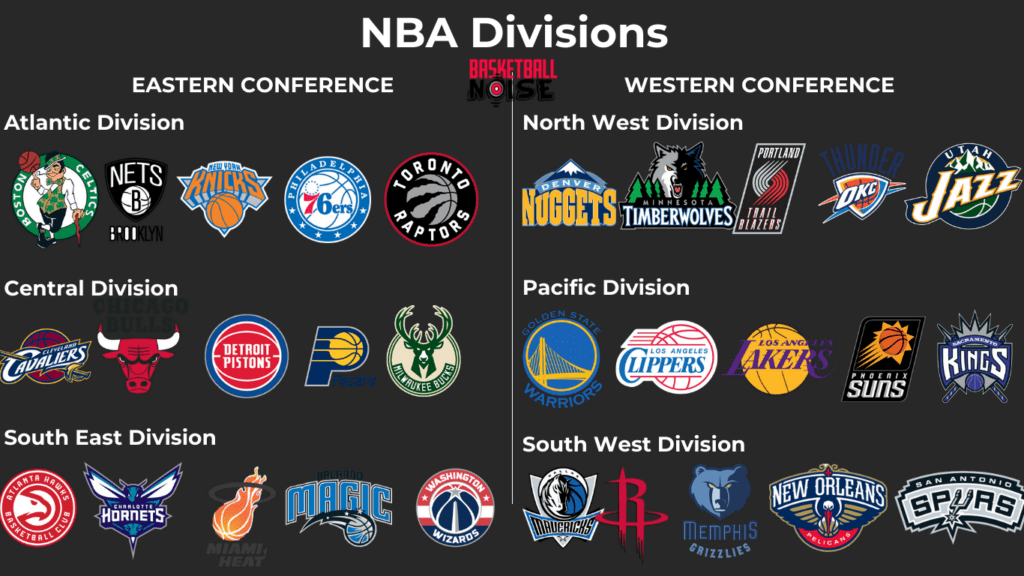 NBA Divisions
BASKETBALL
NOISE
EASTERN CONFERENCE
WESTERN CONFERENCE
Atlantic Division
BOSTON CELTICS
NETS
B
BROOKLYN
NEW YORK
KNICKS
PHILADELPHIA
76ers
TORONTO
RAPTORS
North West Division
DENVER
NUGGETS
MINNESOTA
TIMBERWOLVES
PORTLAND
TRAIL
BLAZERS
THUNDER
OKC
UTAH
JAZZ
Central Division
CLEVELAND
CAVALIERS
CHICAGO
BULLS
DETROIT
PISTONS
PACERS
MILWAUKEE BUCKS
Pacific Division
GOLDEN STATE
WARRIORS
LOS ANGELES
CLIPPERS
LOS ANGELES
LAKERS
PHOENIX
SUNS
SACRAMENTO
KINGS
South East Division
ATLANTA HAWKS
BASKETBALL CLUB
CHARLOTTE
HORNETS
MIAMI
HEAT
ORLANDO
MAGIC
WASHINGTON
WIZARDS
South West Division
MAVERICKS
R
MEMPHIS
GRIZZLIES
NEW ORLEANS
PELICANS
SAN ANTONIO
SPURS